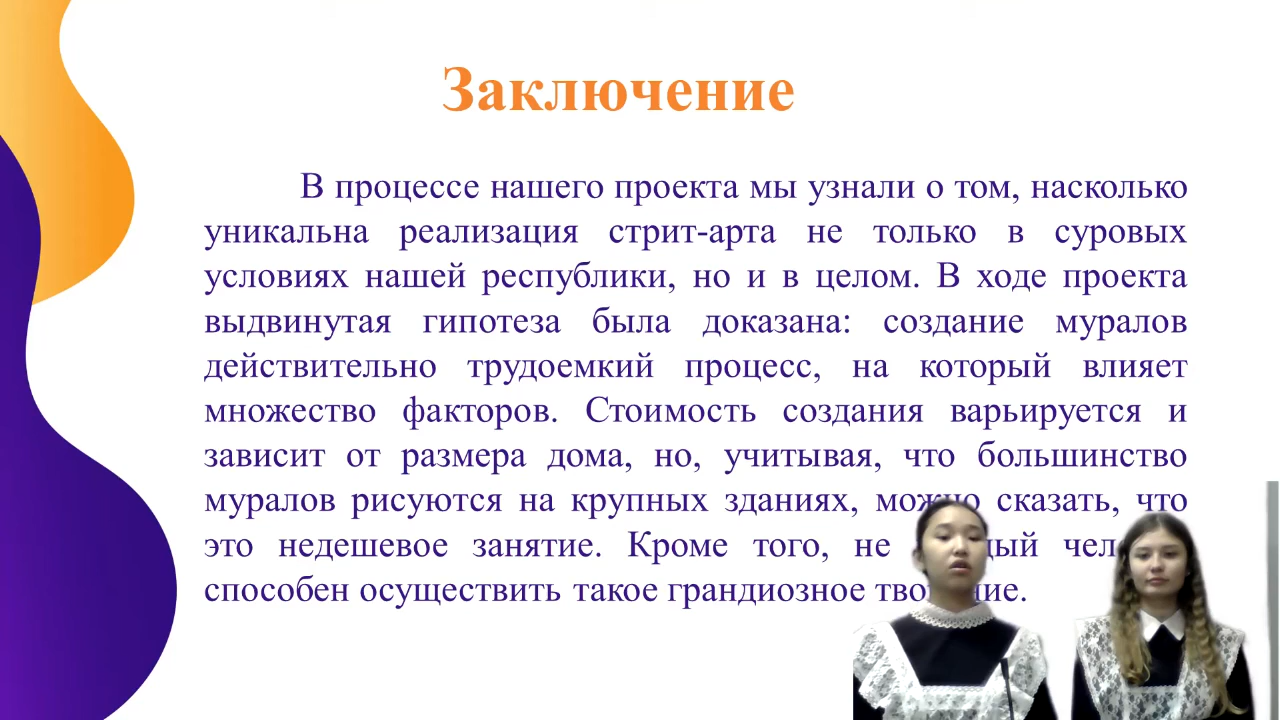 Заключение
В процессе нашего проекта мы узнали о том, насколько
уникальна реализация стрит-арта не только в суровых
условиях нашей республики, но и в целом. В ходе проекта
выдвинутая гипотеза была доказана: создание муралов
действительно трудоемкий процесс, на который влияет
множество факторов. Стоимость создания варьируется и
зависит от размера дома, но, учитывая, что большинство
муралов рисуются на крупных зданиях, можно сказать, что
это недешевое занятие. Кроме того, не
способен осуществить такое грандиозное